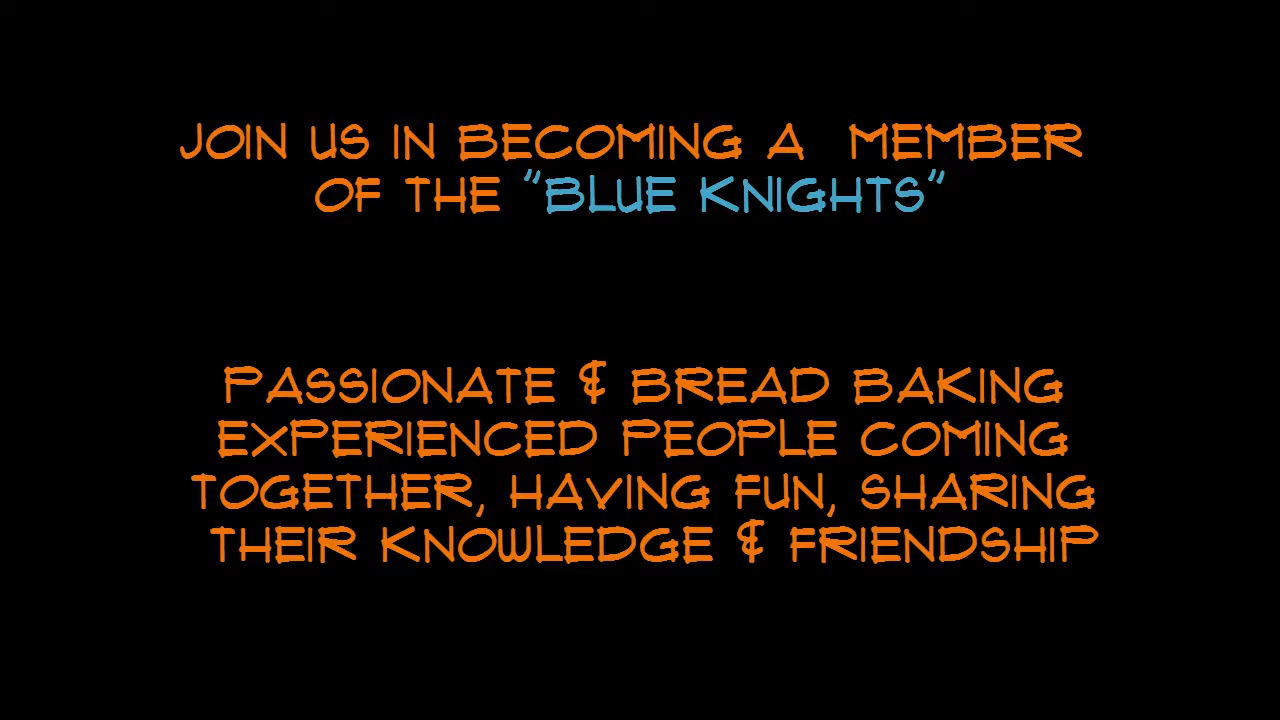 JOIN US IN BECOMING A MEMBER
OF THE "BLUE KNIGHTS"
PASSIONATE & BREAD BAKING
EXPERIENCED PEOPLE COMING
TOGETHER, HAVING FUN, SHARING
THEIR KNOWLEDGE & FRIENDSHIP